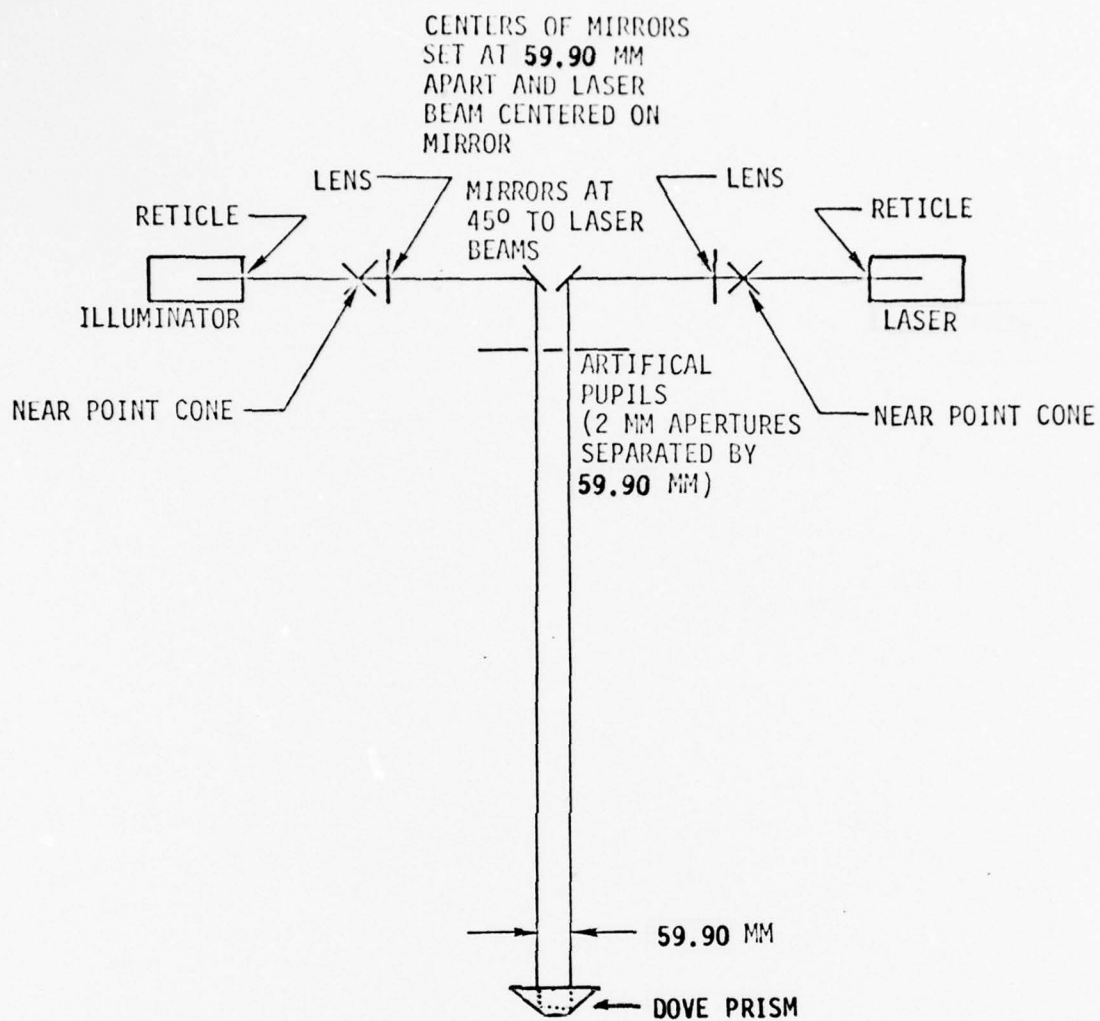 CENTERS OF MIRRORS
SET AT 59.90 MM
APART AND LASER
BEAM CENTERED ON
MIRROR
LENS
MIRRORS AT
45º TO LASER
BEAMS
LENS
RETICLE
RETICLE
ILLUMINATOR
LASER
NEAR POINT CONE
ARTIFICAL
PUPILS
(2 MM APERTURES
SEPARATED BY
59.90 MM)
NEAR POINT CONE
59.90 MM
DOVE PRISM